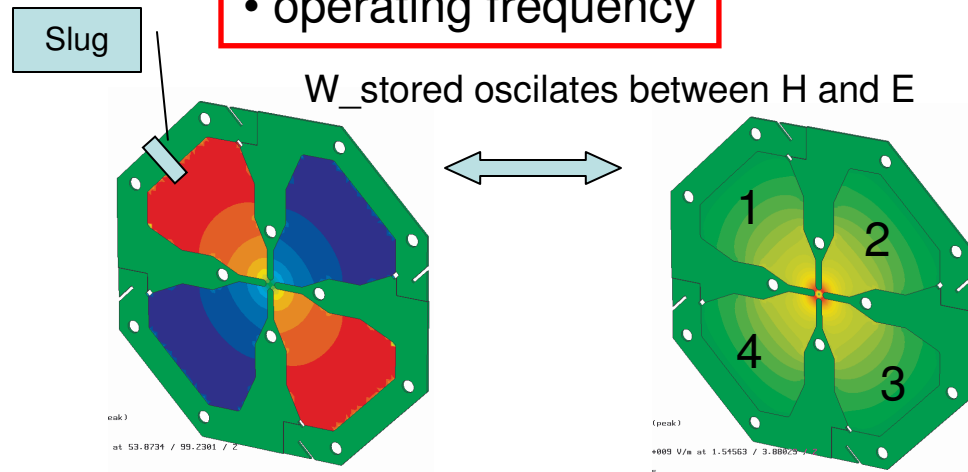 • operating frequency
Slug
W_stored oscilates between H and E
1
2
4
3
eak)
at 53.8734 / 99.2301 / 2
(peak)
+009 V/m at 1.54563 / 3.88025 /